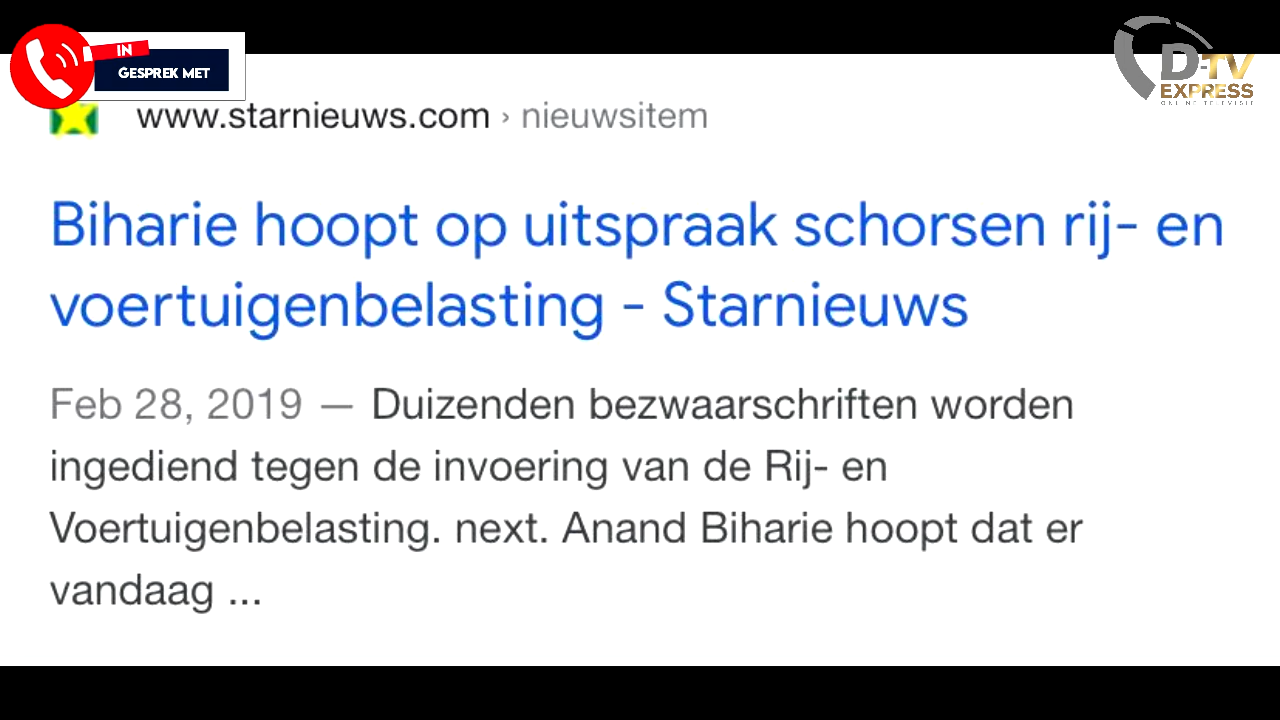 IN
GESPREK MET
D-TV
EXPRESS
ONLINE TELEVISIE
www.starnieuws.com › nieuwsitem
Biharie hoopt op uitspraak schorsen rij- en
voertuigenbelasting - Starnieuws
Feb 28, 2019 — Duizenden bezwaarschriften worden
ingediend tegen de invoering van de Rij- en
Voertuigenbelasting. next. Anand Biharie hoopt dat er
vandaag ...